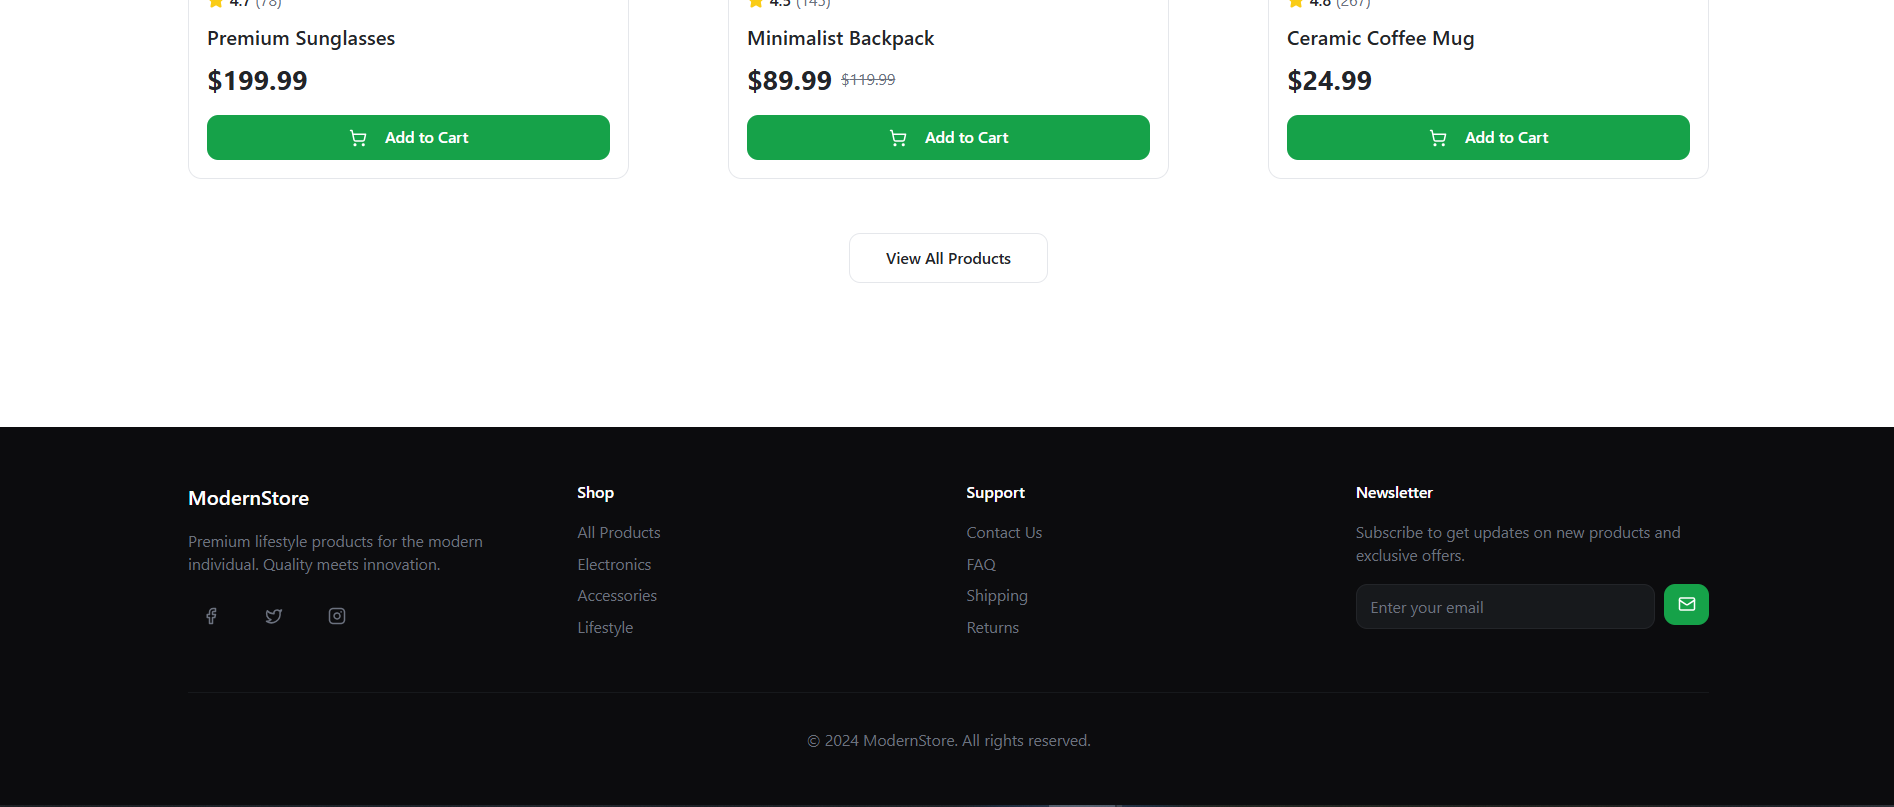 4.7 (78)
4.5 (145)
4.8 (267)
Premium Sunglasses
Minimalist Backpack
Ceramic Coffee Mug
$199.99
$89.99 $119.99
$24.99
Add to Cart
Add to Cart
Add to Cart
View All Products
ModernStore
Premium lifestyle products for the modern
individual. Quality meets innovation.
Shop
All Products
Electronics
Accessories
Lifestyle
Support
Contact Us
FAQ
Shipping
Returns
Newsletter
Subscribe to get updates on new products and
exclusive offers.
Enter your email
© 2024 ModernStore. All rights reserved.